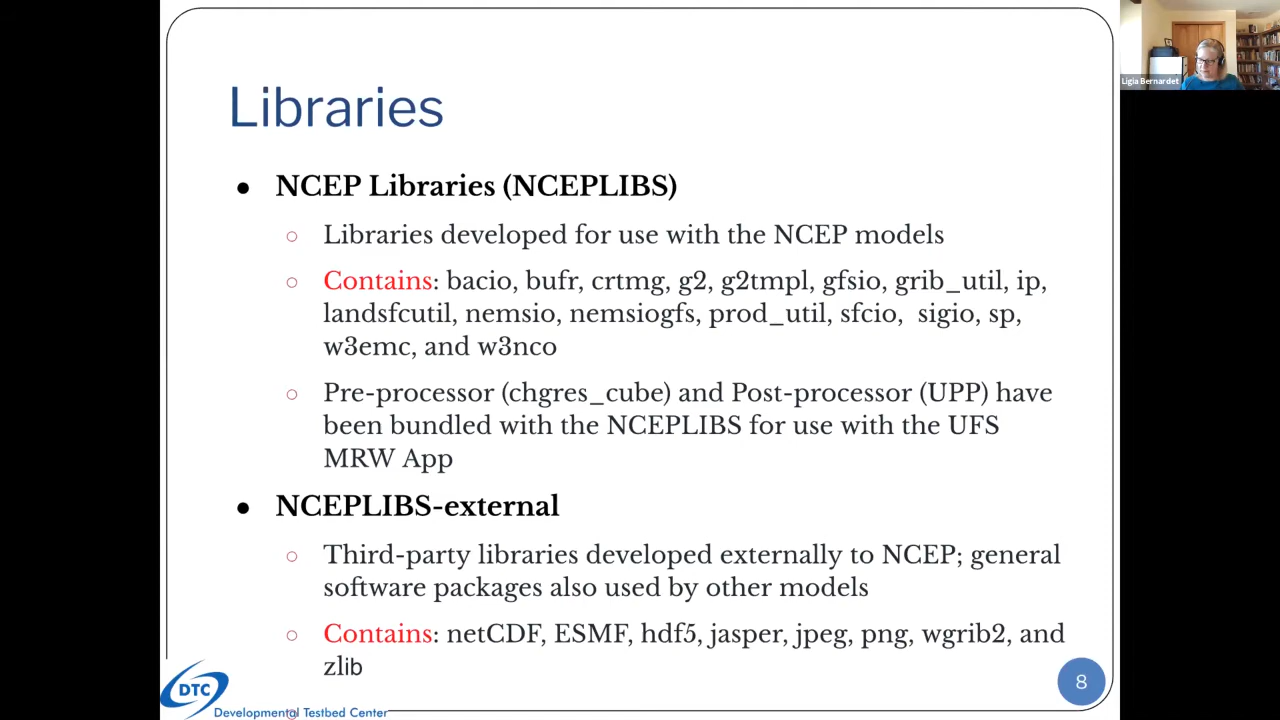 Libraries
● NCEP Libraries (NCEPLIBS)
○ Libraries developed for use with the NCEP models
○ Contains: bacio, bufr, crtmg, g2, g2tmpl, gfsio, grib_util, ip,
landsfcutil, nemsio, nemsiogfs, prod_util, sfcio, sigio, sp,
w3emc, and w3nco
○ Pre-processor (chgres_cube) and Post-processor (UPP) have
been bundled with the NCEPLIBS for use with the UFS
MRW App
● NCEPLIBS-external
○ Third-party libraries developed externally to NCEP; general
software packages also used by other models
○ Contains: netCDF, ESMF, hdf5, jasper, jpeg, png, wgrib2, and
zlib
DTC
Developmental Testbed Center
8
Ligia Bernardet